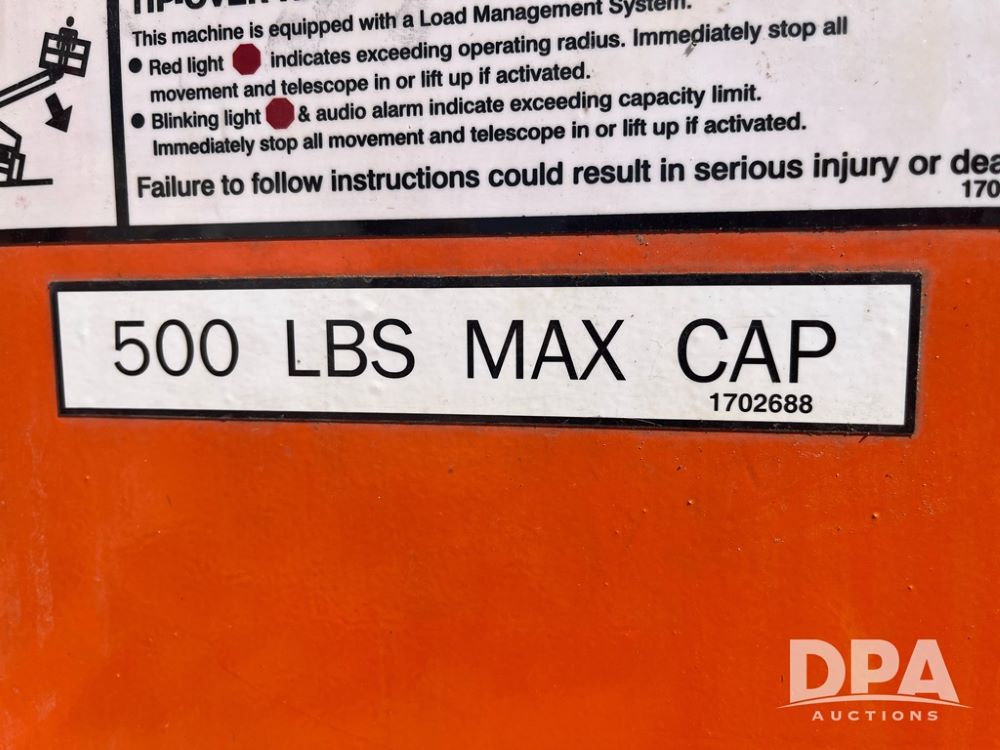 This machine is equipped with a Load Management System.
● Red light indicates exceeding operating radius. Immediately stop all
movement and telescope in or lift up if activated.
● Blinking light & audio alarm indicate exceeding capacity limit.
Immediately stop all movement and telescope in or lift up if activated.
Failure to follow instructions could result in serious injury or dea
170
500 LBS MAX CAP
1702688
DPA
AUCTIONS